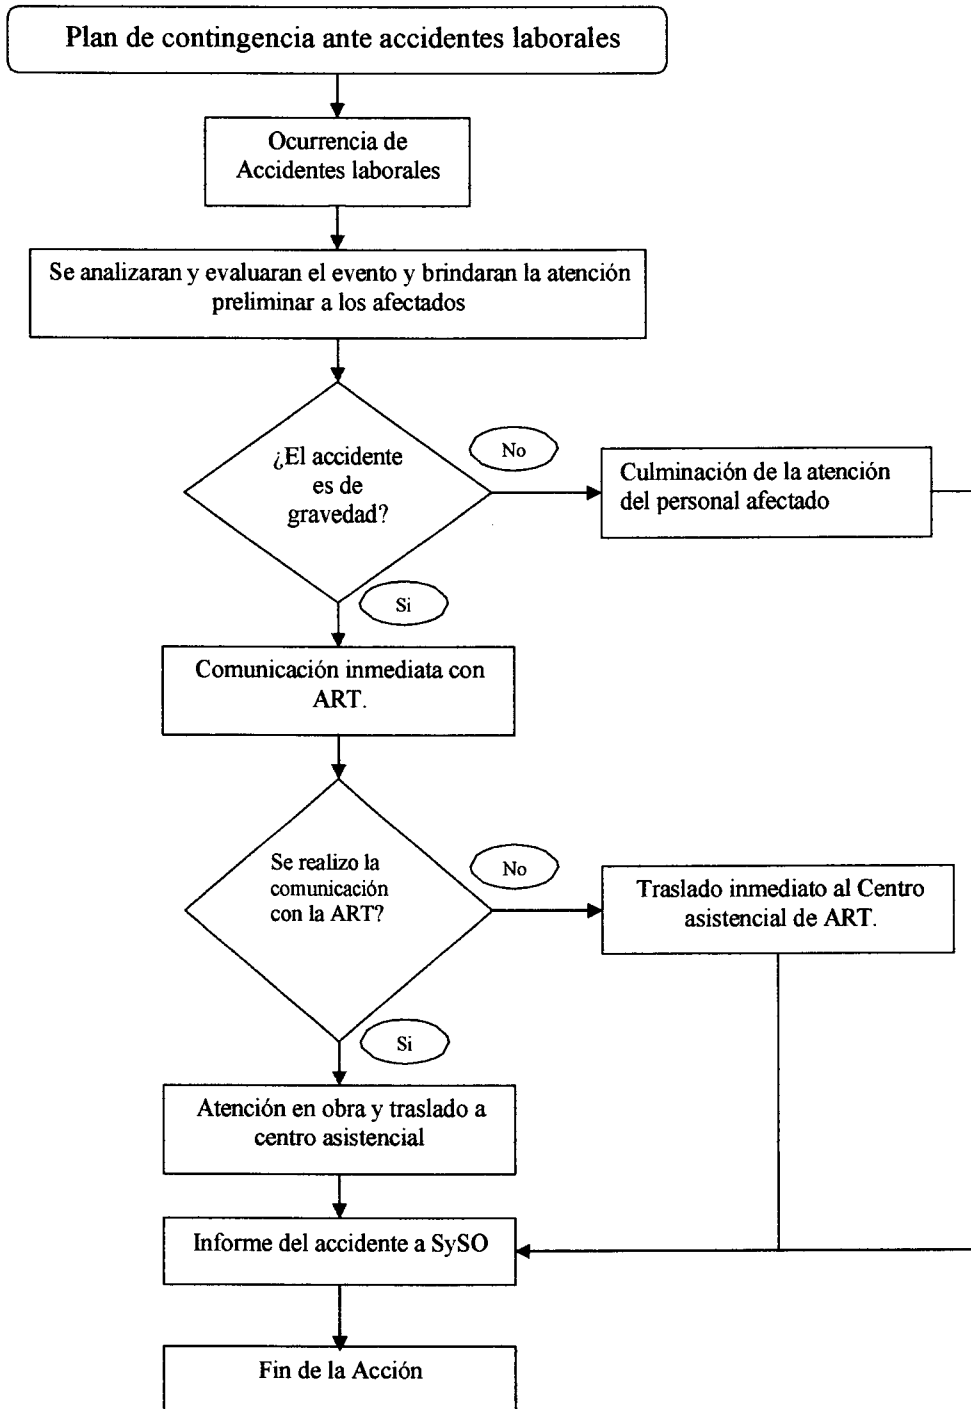 Plan de contingencia ante accidentes laborales
Ocurrencia de
Accidentes laborales
Se analizaran y evaluaran el evento y brindaran la atención
preliminar a los afectados
¿El accidente
es de
gravedad?
No
Culminación de la atención
del personal afectado
Si
Comunicación inmediata con
ART.
Se realizo la
comunicación
con la ART?
No
Traslado inmediato al Centro
asistencial de ART.
Si
Atención en obra y traslado a
centro asistencial
Informe del accidente a SySO
Fin de la Acción